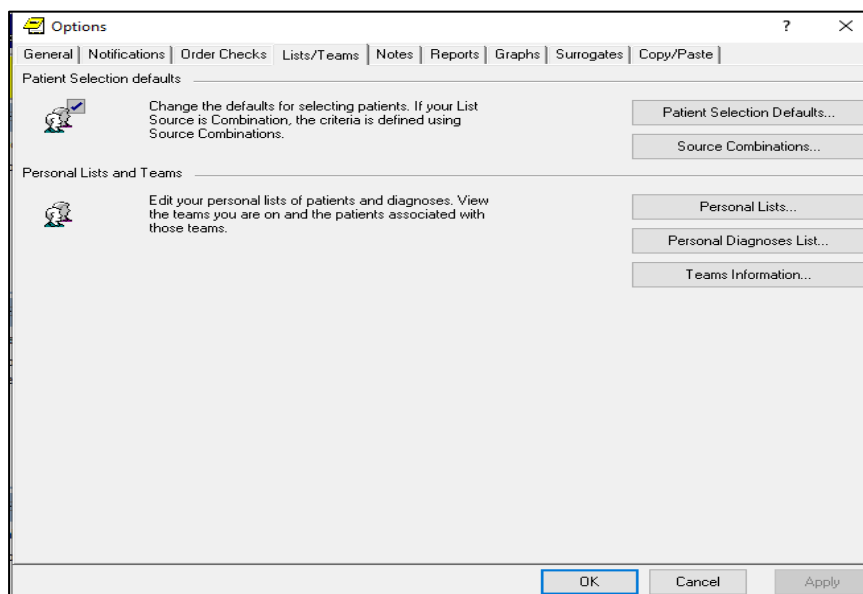 Options
?
General Notifications Order Checks Lists/Teams Notes Reports Graphs Surrogates Copy/Paste
Patient Selection defaults
Change the defaults for selecting patients. If your List
Source is Combination, the criteria is defined using
Source Combinations.
Patient Selection Defaults...
Source Combinations...
Personal Lists and Teams
Edit your personal lists of patients and diagnoses. View
the teams you are on and the patients associated with
those teams.
Personal Lists...
Personal Diagnoses List...
Teams Information...
OK Cancel Apply